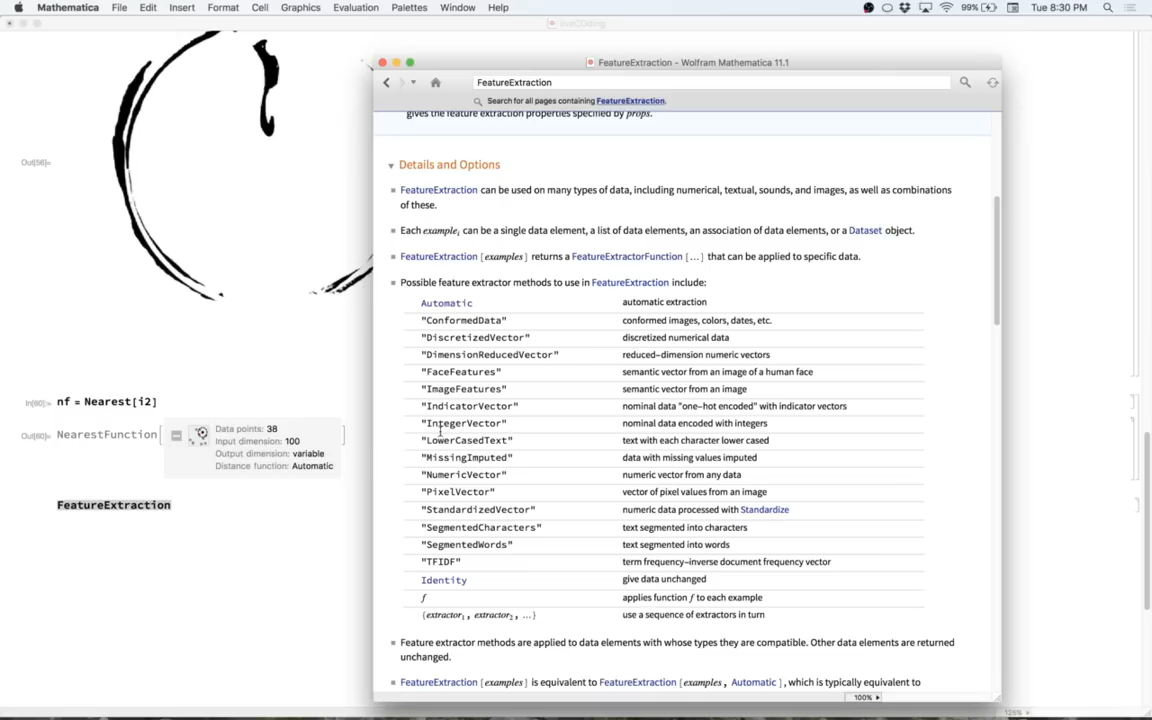 Mathematica File Edit Insert Format Cell Graphics Evaluation Palettes Window Help 99% Tue 8:30 PM
liveCOding
FeatureExtraction - Wolfram Mathematica 11.1
FeatureExtraction
Search for all pages containing FeatureExtraction.
gives the feature extraction properties specified by props.
Out[56]=
Details and Options
FeatureExtraction can be used on many types of data, including numerical, textual, sounds, and images, as well as combinations
of these.
Each example_i can be a single data element, a list of data elements, an association of data elements, or a Dataset object.
FeatureExtraction[examples] returns a FeatureExtractorFunction[…] that can be applied to specific data.
Possible feature extractor methods to use in FeatureExtraction include:
Automatic automatic extraction
"ConformedData" conformed images, colors, dates, etc.
"DiscretizedVector" discretized numerical data
"DimensionReducedVector" reduced-dimension numeric vectors
"FaceFeatures" semantic vector from an image of a human face
"ImageFeatures" semantic vector from an image
"IndicatorVector" nominal data "one-hot encoded" with indicator vectors
"IntegerVector" nominal data encoded with integers
"LowerCasedText" text with each character lower cased
"MissingImputed" data with missing values imputed
"NumericVector" numeric vector from any data
"PixelVector" vector of pixel values from an image
"StandardizedVector" numeric data processed with Standardize
"SegmentedCharacters" text segmented into characters
"SegmentedWords" text segmented into words
"TFIDF" term frequency-inverse document frequency vector
Identity give data unchanged
f applies function f to each example
{extractor1, extractor2, …} use a sequence of extractors in turn
Feature extractor methods are applied to data elements with whose types they are compatible. Other data elements are returned
unchanged.
FeatureExtraction[examples] is equivalent to FeatureExtraction[examples, Automatic], which is typically equivalent to
100%
In[60]:= nf = Nearest[i2]
Out[60]= NearestFunction[
Data points: 38
Input dimension: 100
Output dimension: variable
Distance function: Automatic
]
FeatureExtraction
125%